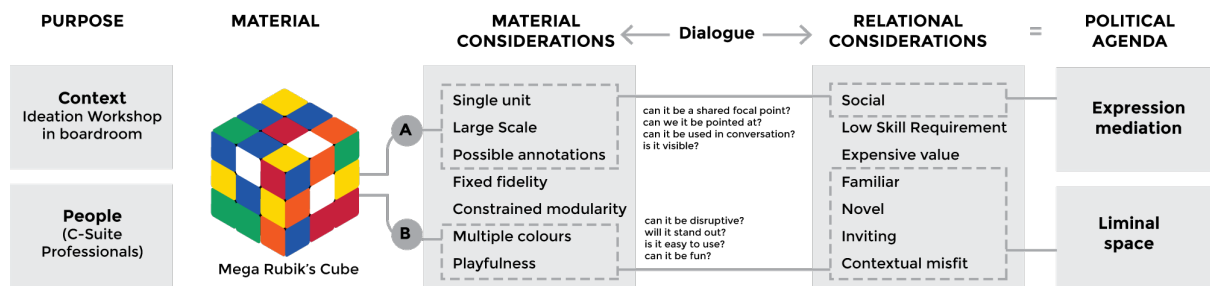 PURPOSE
MATERIAL
MATERIAL
CONSIDERATIONS
Dialogue
RELATIONAL
CONSIDERATIONS
=
POLITICAL
AGENDA
Context
Ideation Workshop
in boardroom
People
(C-Suite
Professionals)
Mega Rubik's Cube
A
B
Single unit
Large Scale
Possible annotations
Fixed fidelity
Constrained modularity
Multiple colours
Playfulness
can it be a shared focal point?
can we it be pointed at?
can it be used in conversation?
is it visible?
can it be disruptive?
will it stand out?
is it easy to use?
can it be fun?
Social
Low Skill Requirement
Expensive value
Familiar
Novel
Inviting
Contextual misfit
Expression
mediation
Liminal
space